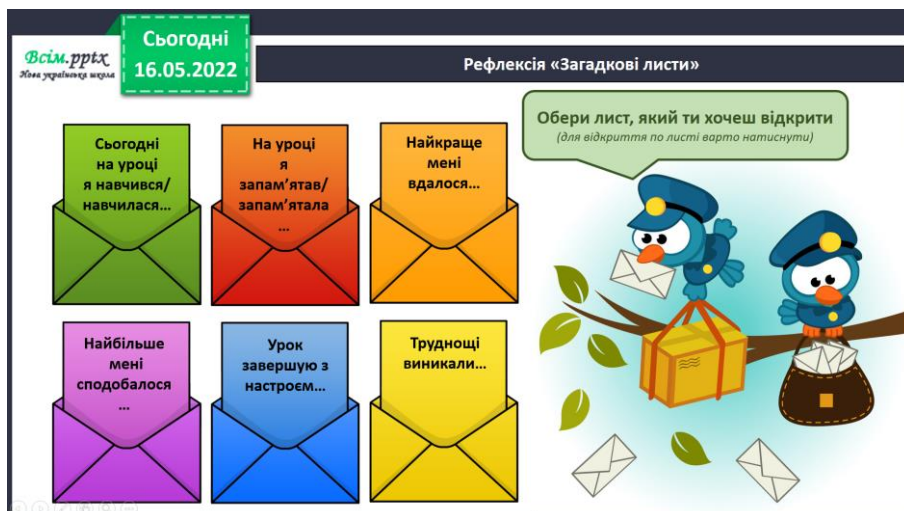 Всім.pptx
Нова українська школа
Сьогодні
16.05.2022
Рефлексія «Загадкові листи»
Обери лист, який ти хочеш відкрити
(для відкриття по листі варто натиснути)
Сьогодні
на уроці
я навчився/
навчилася...
На уроці
я
запам’ятав/
запам’ятала
...
Найкраще
мені
вдалося...
Найбільше
мені
сподобалося
...
Урок
завершую з
настроєм...
Труднощі
виникали...